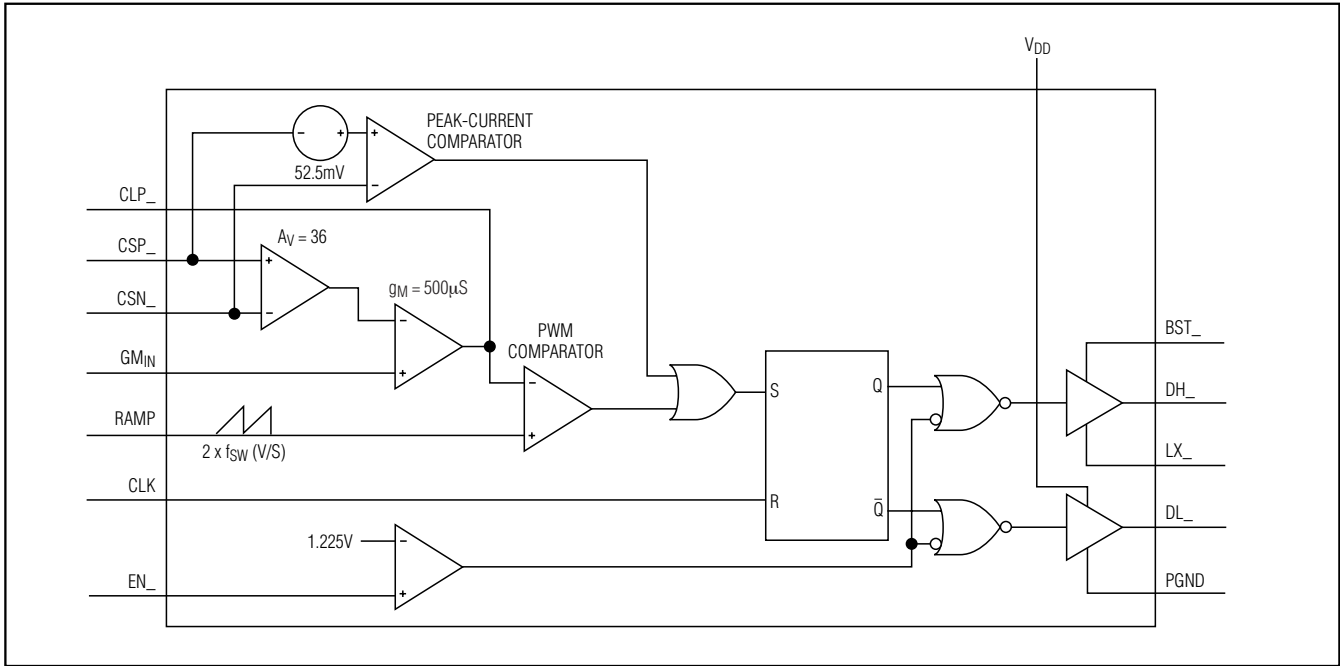 VDD
PEAK-CURRENT
COMPARATOR
- +
+
52.5mV
-
CLP_
AV = 36
CSP_
+
gM = 500µS
CSN_
-
-
PWM
COMPARATOR
BST_
GMIN
+
-
S
Q
DH_
RAMP
+
2 x fSW (V/S)
LX_
CLK
R
Q̅
DL_
1.225V
-
EN_
+
PGND